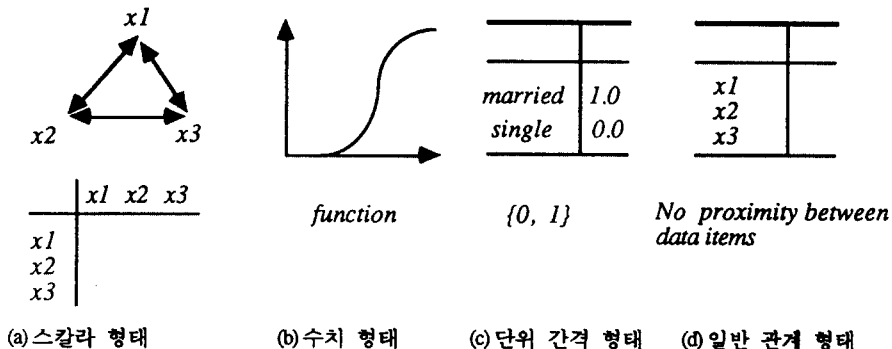 x1
x2
x3
x1 x2 x3
x1
x2
x3
(a) 스칼라 형태
function
(b) 수치 형태
married 1.0
single 0.0
{0, 1}
(c) 단위 간격 형태
x1
x2
x3
No proximity between
data items
(d) 일반 관계 형태